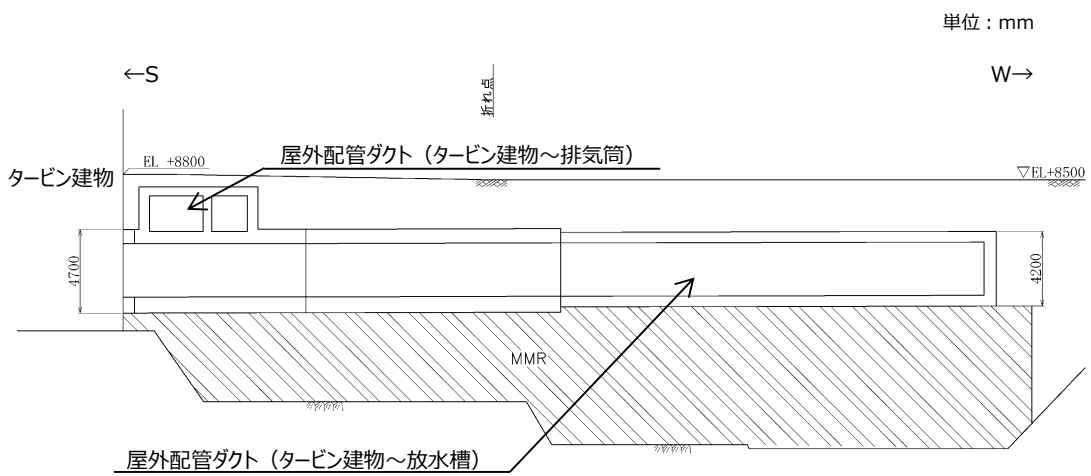 単位：mm
←S
W→
折れ点
屋外配管ダクト（タービン建物～排気筒）
EL +8800
タービン建物
▽EL+8500
4700
4200
MMR
屋外配管ダクト（タービン建物～放水槽）